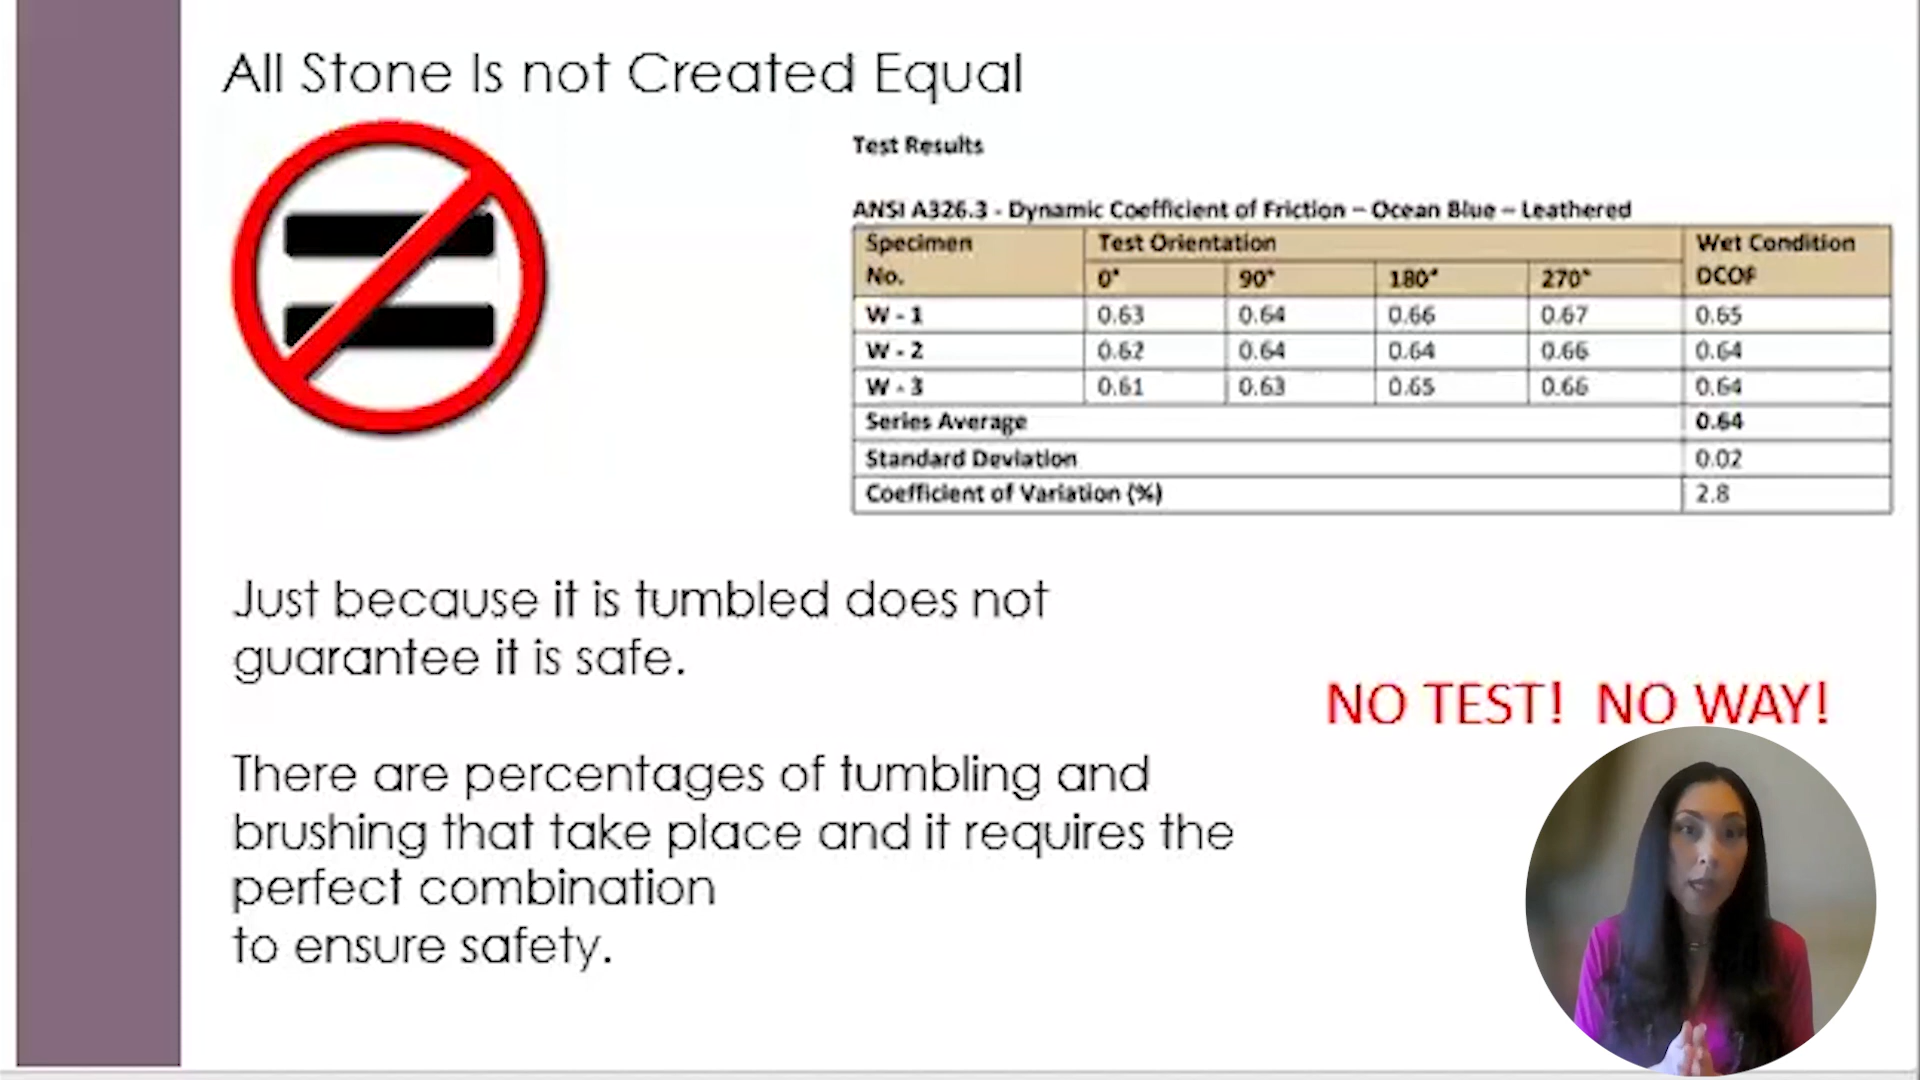 All Stone Is not Created Equal
Test Results
ANSI A326.3 - Dynamic Coefficient of Friction – Ocean Blue – Leathered
Specimen No. Test Orientation Wet Condition DCOF
0° 90° 180° 270°
W - 1 0.63 0.64 0.66 0.67 0.65
W - 2 0.62 0.64 0.64 0.66 0.64
W - 3 0.61 0.63 0.65 0.66 0.64
Series Average 0.64
Standard Deviation 0.02
Coefficient of Variation (%) 2.8
Just because it is tumbled does not
guarantee it is safe.
NO TEST! NO WAY!
There are percentages of tumbling and
brushing that take place and it requires the
perfect combination
to ensure safety.